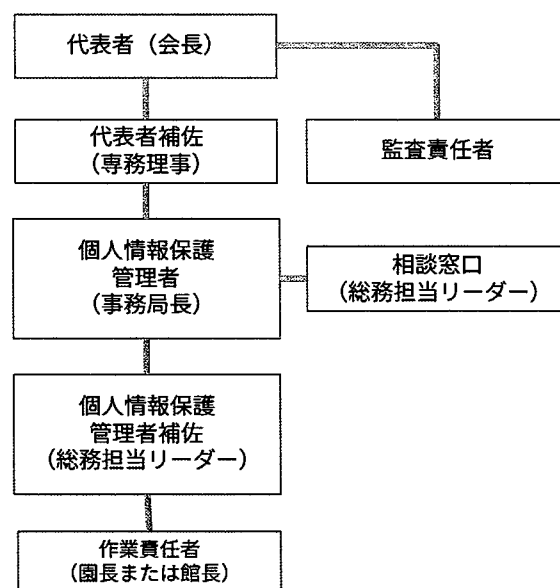 代表者（会長）
代表者補佐
（専務理事）
監査責任者
個人情報保護
管理者
（事務局長）
相談窓口
（総務担当リーダー）
個人情報保護
管理者補佐
（総務担当リーダー）
作業責任者
（園長または館長）